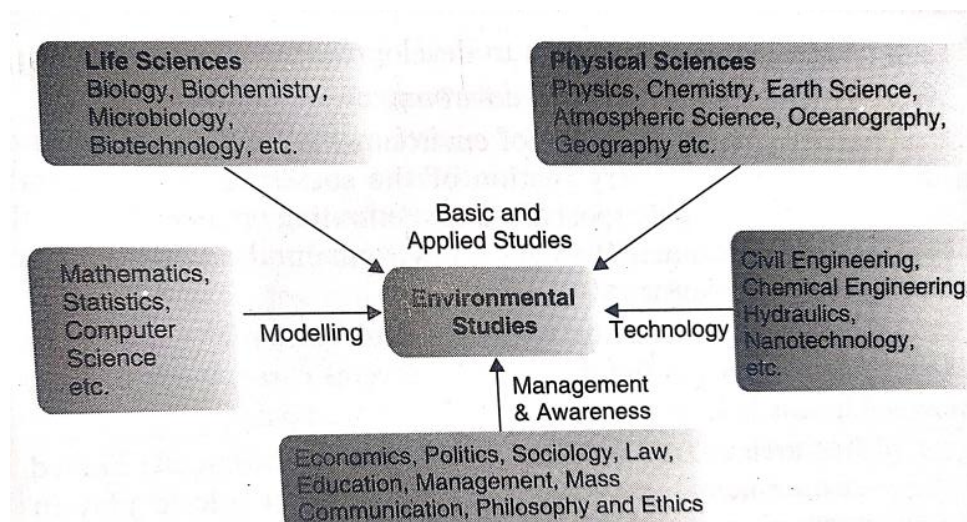 Life Sciences
Biology, Biochemistry,
Microbiology,
Biotechnology, etc.
Physical Sciences
Physics, Chemistry, Earth Science,
Atmospheric Science, Oceanography,
Geography etc.
Basic and
Applied Studies
Mathematics,
Statistics,
Computer
Science
etc.
Modelling
Environmental
Studies
Technology
Civil Engineering,
Chemical Engineering
Hydraulics,
Nanotechnology,
etc.
Management
& Awareness
Economics, Politics, Sociology, Law,
Education, Management, Mass
Communication, Philosophy and Ethics